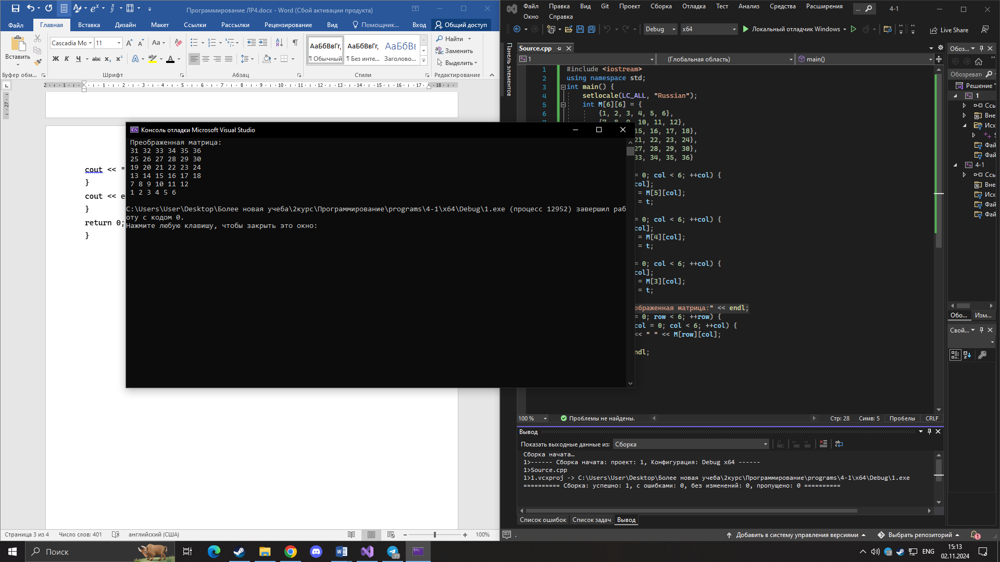 Программирование ЛР4.docx - Word (Сбой активации продукта)
Файл Главная Вставка Дизайн Макет Ссылки Рассылки Рецензирование Вид Помощник... Вход Общий доступ
Вставить
Cascadia Mo 11
Aa
Ж К Ч abc x₂ x²
АаБбВвГг, АаБбВвГг, АаБбВвІ
¶ Обычный ¶ Без инте... Заголово...
Найти
Заменить
Выделить
Буфер обм... Шрифт Абзац Стили Редактирование
cout << "
}
cout << e
}
return 0;
}
Страница 3 из 4 Число слов: 401 английский (США) 100%
Консоль отладки Microsoft Visual Studio
Преображенная матрица:
31 32 33 34 35 36
25 26 27 28 29 30
19 20 21 22 23 24
13 14 15 16 17 18
7 8 9 10 11 12
1 2 3 4 5 6
C:\Users\User\Desktop\Более новая учеба\2курс\Программирование\programs\4-1\x64\Debug\1.exe (процесс 12952) завершил раб
оту с кодом 0.
Нажмите любую клавишу, чтобы закрыть это окно:
Файл Правка Вид Git Проект Сборка Отладка Тест Анализ Средства Расширения ... 4-1
Окно Справка
Debug x64 Локальный отладчик Windows Live Share
Панель элементов
Source.cpp
1 (Глобальная область) main()
1 #include <iostream>
2 using namespace std;
3 int main() {
4 setlocale(LC_ALL, "Russian");
5 int M[6][6] = {
6 {1, 2, 3, 4, 5, 6},
10, 11, 12},
15, 16, 17, 18},
21, 22, 23, 24},
27, 28, 29, 30},
33, 34, 35, 36}
= 0; col < 6; ++col) {
col];
= M[5][col];
= t;
= 0; col < 6; ++col) {
col];
= M[4][col];
= t;
= 0; col < 6; ++col) {
col];
= M[3][col];
= t;
ображенная матрица:" << endl;
= 0; row < 6; ++row) {
col = 0; col < 6; ++col) {
<< " " << M[row][col];
ndl;
100 % Проблемы не найдены. Стр: 28 Симв: 5 Пробелы CRLF
Вывод
Показать выходные данные из: Сборка
Сборка начата…
1>------ Сборка начата: проект: 1, Конфигурация: Debug x64 ------
1>Source.cpp
1>1.vcxproj -> C:\Users\User\Desktop\Более новая учеба\2курс\Программирование\programs\4-1\x64\Debug\1.exe
========== Сборка: успешно: 1, с ошибками: 0, без изменений: 0, пропущено: 0 ==========
Список ошибок Список задач Вывод
Обоз...
Обозревате
Решение "
1
Ссы
Вне
Исх
Фай
Фай
4-1
Ссы
Вне
Исх
Фай
Фай
Обо... Изм...
Свой...
Добавить в систему управления версиями Выбрать репозиторий 1
Поиск
77
ENG
15:13
02.11.2024